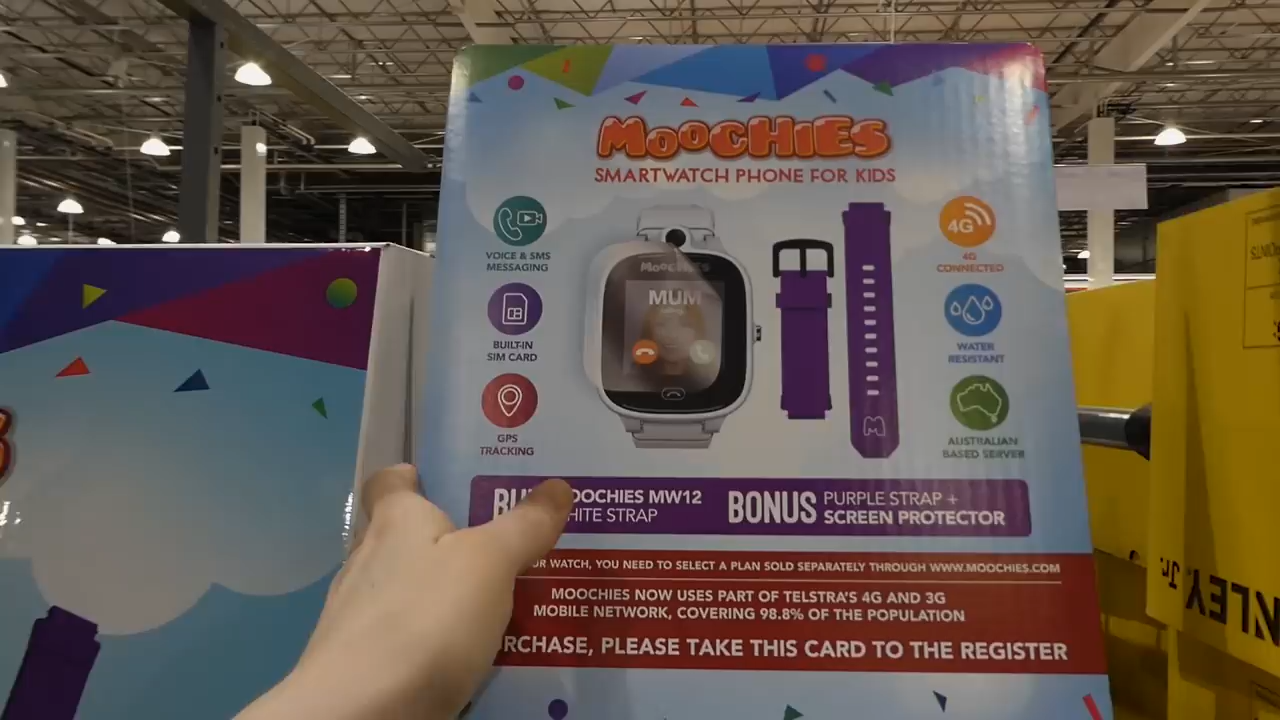 MOOCHIES
SMARTWATCH PHONE FOR KIDS
VOICE & SMS
MESSAGING
BUILT-IN
SIM CARD
GPS
TRACKING
MOOCHIES
MUM
4G
4G
CONNECTED
WATER
RESISTANT
AUSTRALIAN
BASED SERVER
OOCHIES MW12
HITE STRAP
BONUS
PURPLE STRAP +
SCREEN PROTECTOR
UR WATCH, YOU NEED TO SELECT A PLAN SOLD SEPARATELY THROUGH WWW.MOOCHIES.COM
MOOCHIES NOW USES PART OF TELSTRA'S 4G AND 3G
MOBILE NETWORK, COVERING 98.8% OF THE POPULATION
RCHASE, PLEASE TAKE THIS CARD TO THE REGISTER
NLEY, Jr.